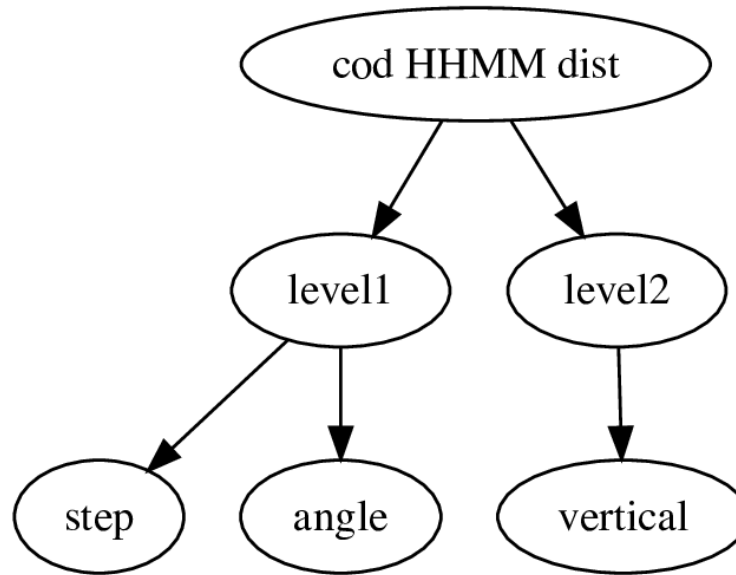 cod HHMM dist
level1
level2
step
angle
vertical